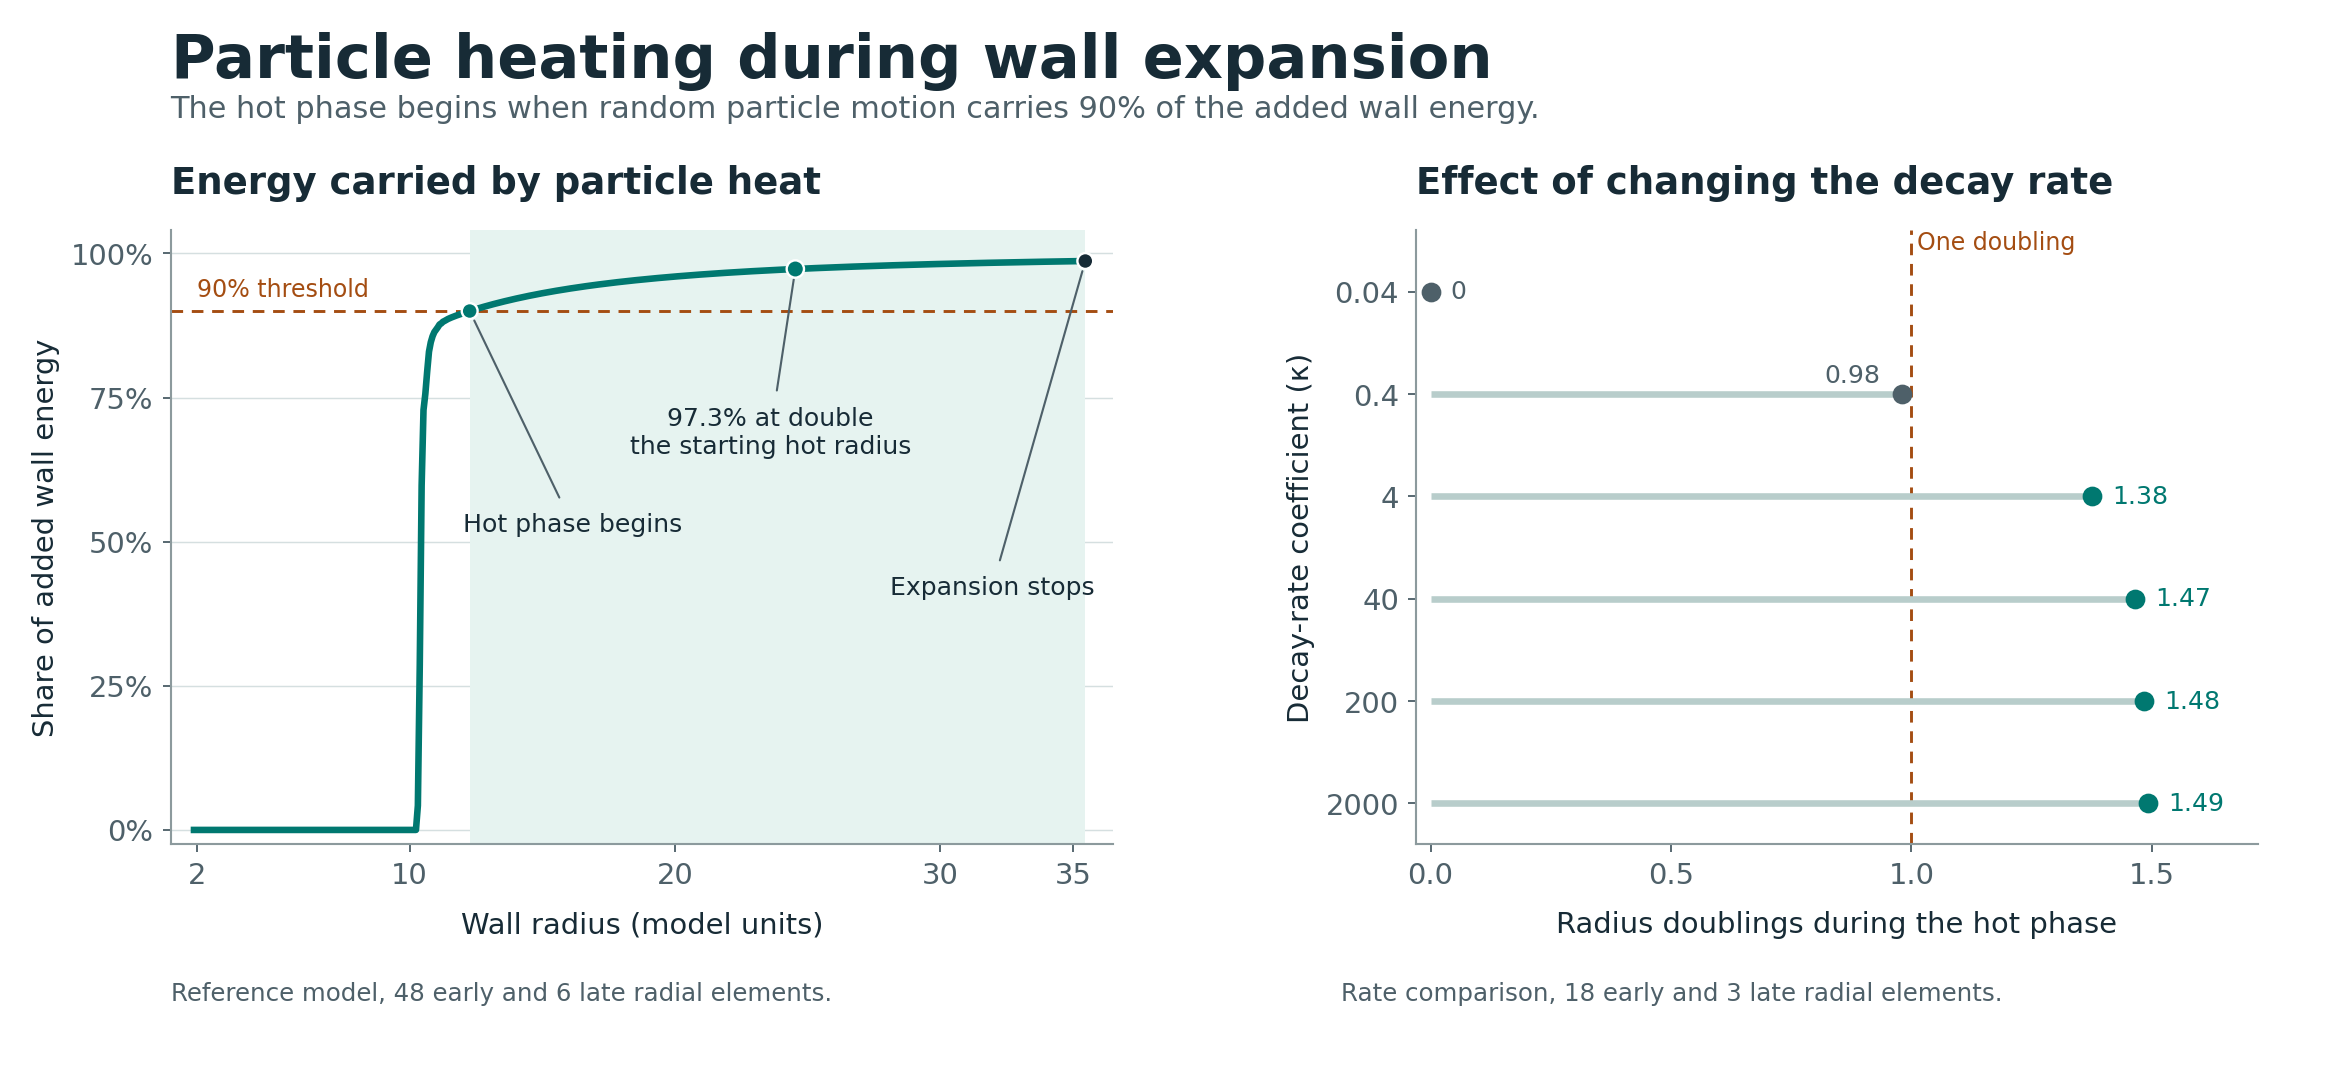 Particle heating during wall expansion
The hot phase begins when random particle motion carries 90% of the added wall energy.
Energy carried by particle heat
Share of added wall energy
100%
75%
50%
25%
0%
90% threshold
97.3% at double
the starting hot radius
Hot phase begins
Expansion stops
2
10
20
30
35
Wall radius (model units)
Reference model, 48 early and 6 late radial elements.
Effect of changing the decay rate
Decay-rate coefficient (κ)
One doubling
0.04
0
0.4
0.98
4
1.38
40
1.47
200
1.48
2000
1.49
0.0
0.5
1.0
1.5
Radius doublings during the hot phase
Rate comparison, 18 early and 3 late radial elements.